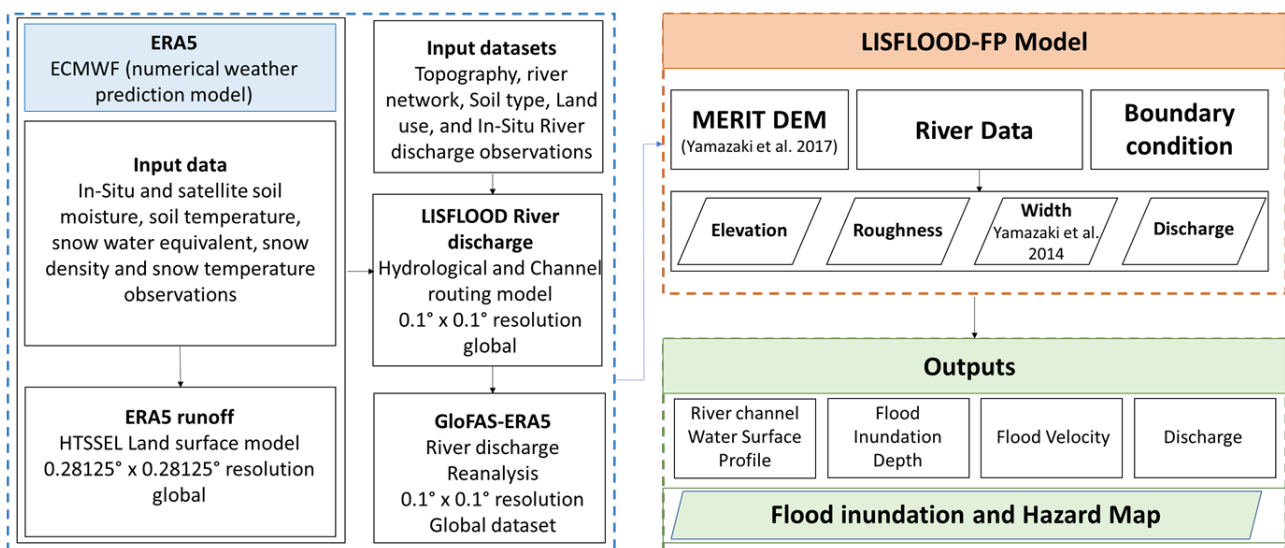 ERA5
ECMWF (numerical weather
prediction model)
Input data
In-Situ and satellite soil
moisture, soil temperature,
snow water equivalent, snow
density and snow temperature
observations
ERA5 runoff
HTSSEL Land surface model
0.28125° x 0.28125° resolution
global
Input datasets
Topography, river
network, Soil type, Land
use, and In-Situ River
discharge observations
LISFLOOD River
discharge
Hydrological and Channel
routing model
0.1° x 0.1° resolution
global
GloFAS-ERA5
River discharge
Reanalysis
0.1° x 0.1° resolution
Global dataset
LISFLOOD-FP Model
MERIT DEM
(Yamazaki et al. 2017)
River Data
Boundary
condition
Elevation
Roughness
Width
Yamazaki et al.
2014
Discharge
Outputs
River channel
Water Surface
Profile
Flood
Inundation
Depth
Flood Velocity
Discharge
Flood inundation and Hazard Map